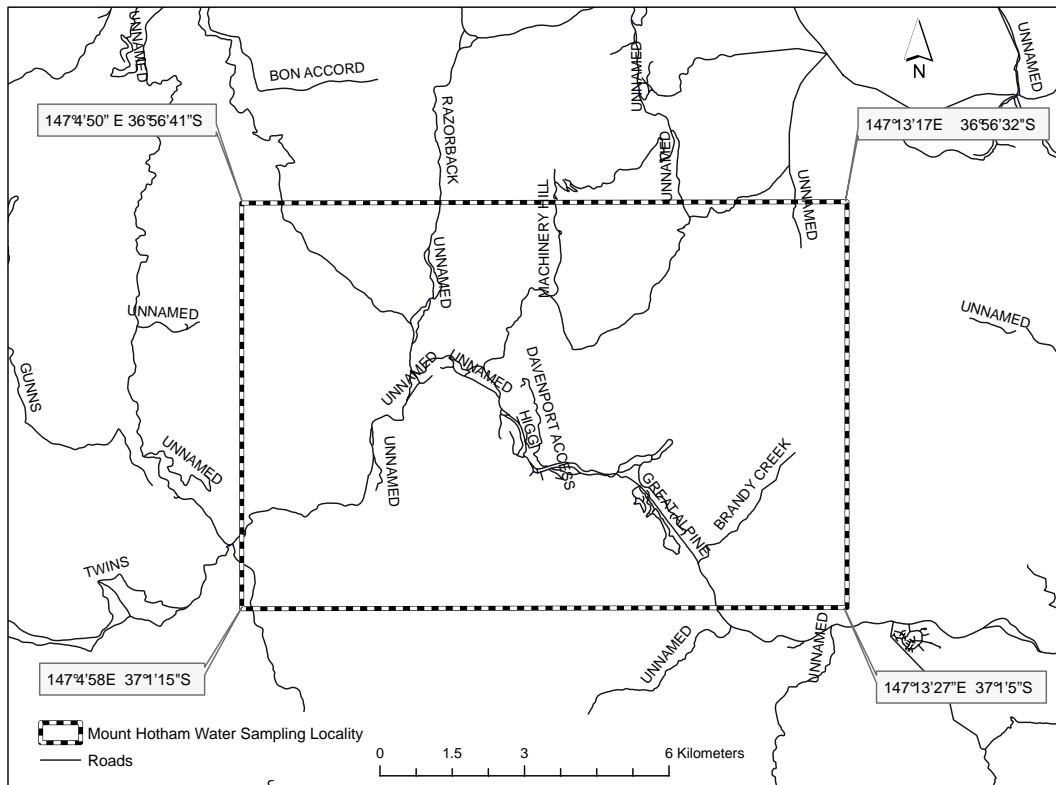 UNNAMED
UNNAMED
BON ACCORD
UNNAMED
N
147°4'50" E 36°56'41"S
RAZORBACK
147°13'17E 36°56'32"S
UNNAMED
UNNAMED
MACHINERY HILL
UNNAMED
UNNAMED
UNNAMED
UNNAMED
UNNAMED
UNNAMED
GUNNS
DAVENPORT ACCESS
HIGGI
UNNAMED
UNNAMED
GREAT ALPINE
BRANDY CREEK
TWINS
UNNAMED
UNNAMED
147°4'58E 37°1'15"S
147°13'27"E 37°1'5"S
Mount Hotham Water Sampling Locality
Roads
0 1.5 3 6 Kilometers